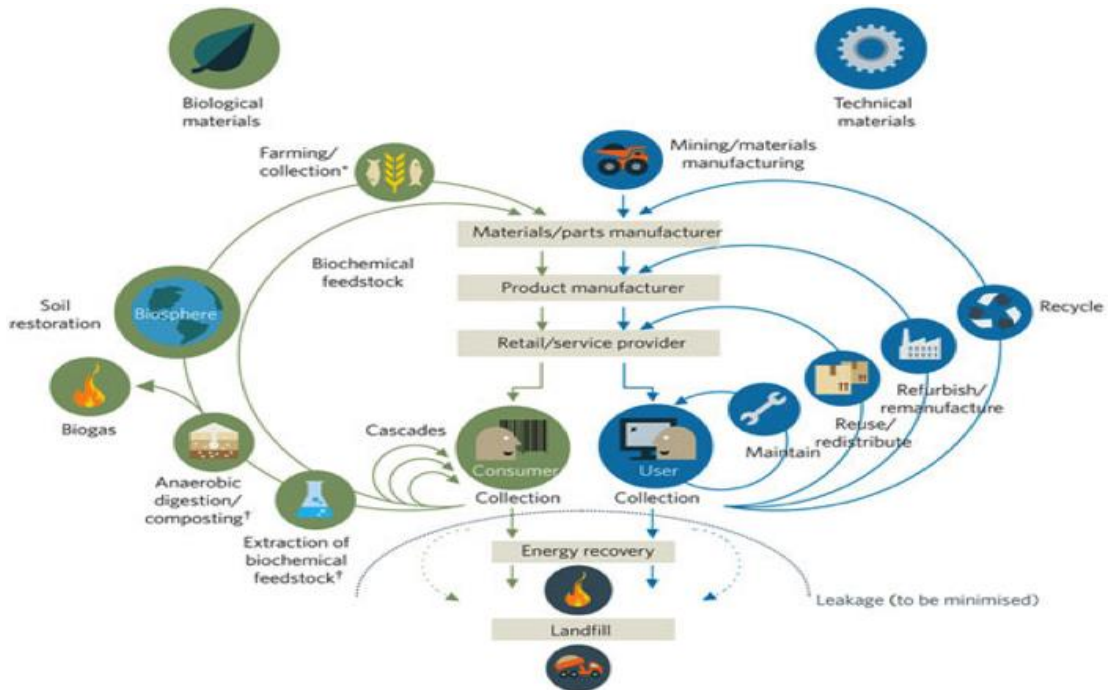 Biological
materials
Technical
materials
Farming/
collection*
Mining/materials
manufacturing
Materials/parts manufacturer
Biochemical
feedstock
Product manufacturer
Soil
restoration
Biosphere
Recycle
Retail/service provider
Biogas
Refurbish/
remanufacture
Reuse/
redistribute
Cascades
Maintain
Consumer
User
Collection
Collection
Anaerobic
digestion/
composting†
Extraction of
biochemical
feedstock†
Energy recovery
Leakage (to be minimised)
Landfill